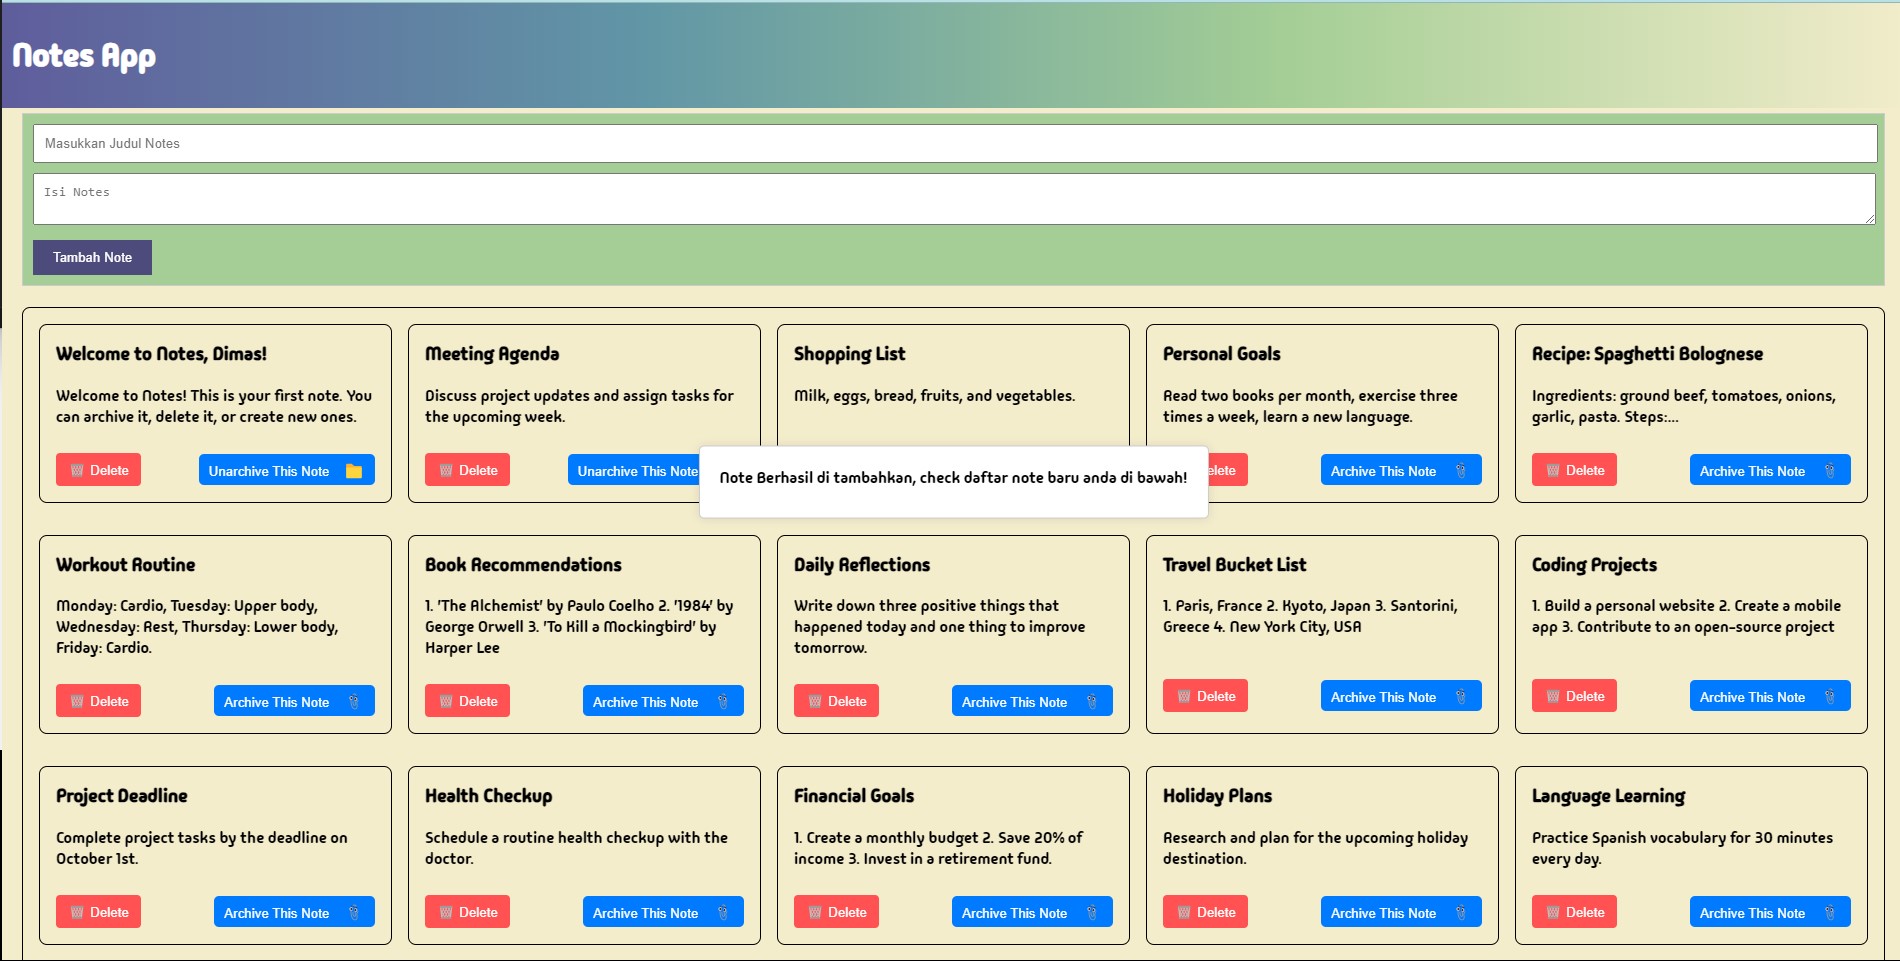 Notes App
Masukkan Judul Notes
Isi Notes
Tambah Note
Welcome to Notes, Dimas!
Welcome to Notes! This is your first note. You
can archive it, delete it, or create new ones.
Delete
Unarchive This Note
Meeting Agenda
Discuss project updates and assign tasks for
the upcoming week.
Delete
Unarchive This Note
Shopping List
Milk, eggs, bread, fruits, and vegetables.
Personal Goals
Read two books per month, exercise three
times a week, learn a new language.
elete
Archive This Note
Recipe: Spaghetti Bolognese
Ingredients: ground beef, tomatoes, onions,
garlic, pasta. Steps:...
Delete
Archive This Note
Note Berhasil di tambahkan, check daftar note baru anda di bawah!
Workout Routine
Monday: Cardio, Tuesday: Upper body,
Wednesday: Rest, Thursday: Lower body,
Friday: Cardio.
Delete
Archive This Note
Book Recommendations
1. 'The Alchemist' by Paulo Coelho 2. '1984' by
George Orwell 3. 'To Kill a Mockingbird' by
Harper Lee
Delete
Archive This Note
Daily Reflections
Write down three positive things that
happened today and one thing to improve
tomorrow.
Delete
Archive This Note
Travel Bucket List
1. Paris, France 2. Kyoto, Japan 3. Santorini,
Greece 4. New York City, USA
Delete
Archive This Note
Coding Projects
1. Build a personal website 2. Create a mobile
app 3. Contribute to an open-source project
Delete
Archive This Note
Project Deadline
Complete project tasks by the deadline on
October 1st.
Delete
Archive This Note
Health Checkup
Schedule a routine health checkup with the
doctor.
Delete
Archive This Note
Financial Goals
1. Create a monthly budget 2. Save 20% of
income 3. Invest in a retirement fund.
Delete
Archive This Note
Holiday Plans
Research and plan for the upcoming holiday
destination.
Delete
Archive This Note
Language Learning
Practice Spanish vocabulary for 30 minutes
every day.
Delete
Archive This Note